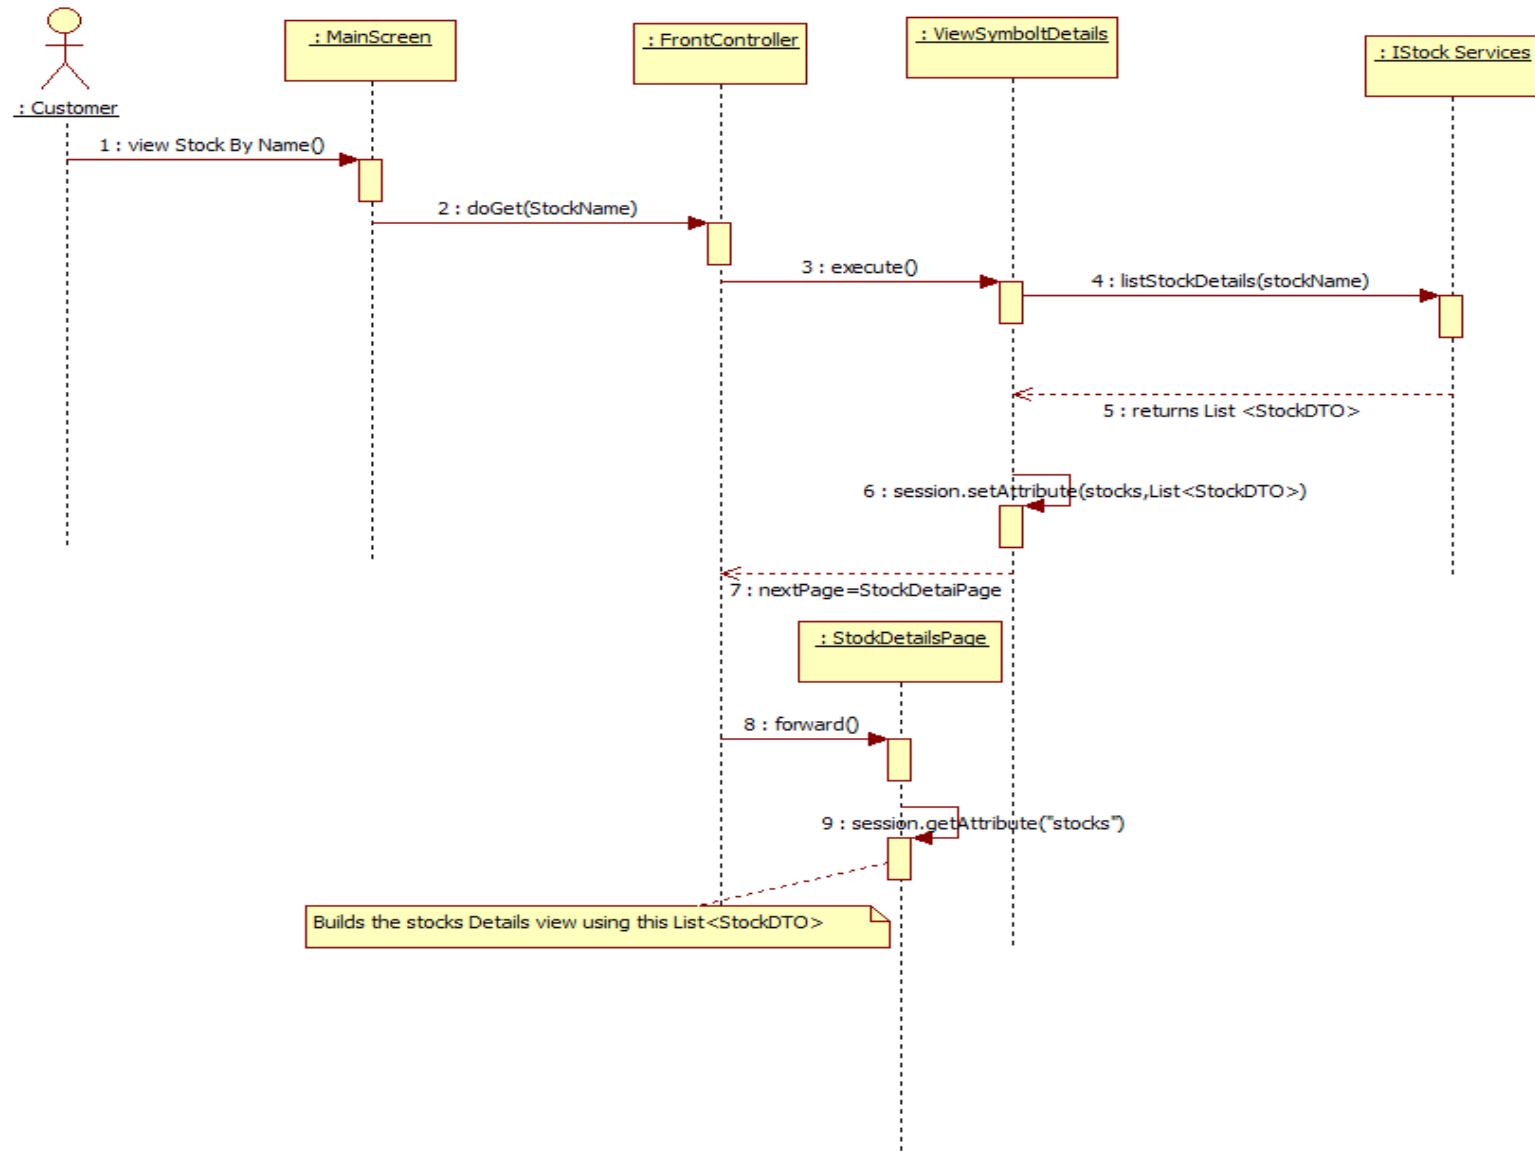 : Customer
: MainScreen
: FrontController
: ViewSymboltDetails
: IStock Services
1 : view Stock By Name()
2 : doGet(StockName)
3 : execute()
4 : listStockDetails(stockName)
5 : returns List <StockDTO>
6 : session.setAttribute(stocks,List<StockDTO>)
7 : nextPage=StockDetaiPage
: StockDetailsPage
8 : forward()
9 : session.getAttribute("stocks")
Builds the stocks Details view using this List<StockDTO>